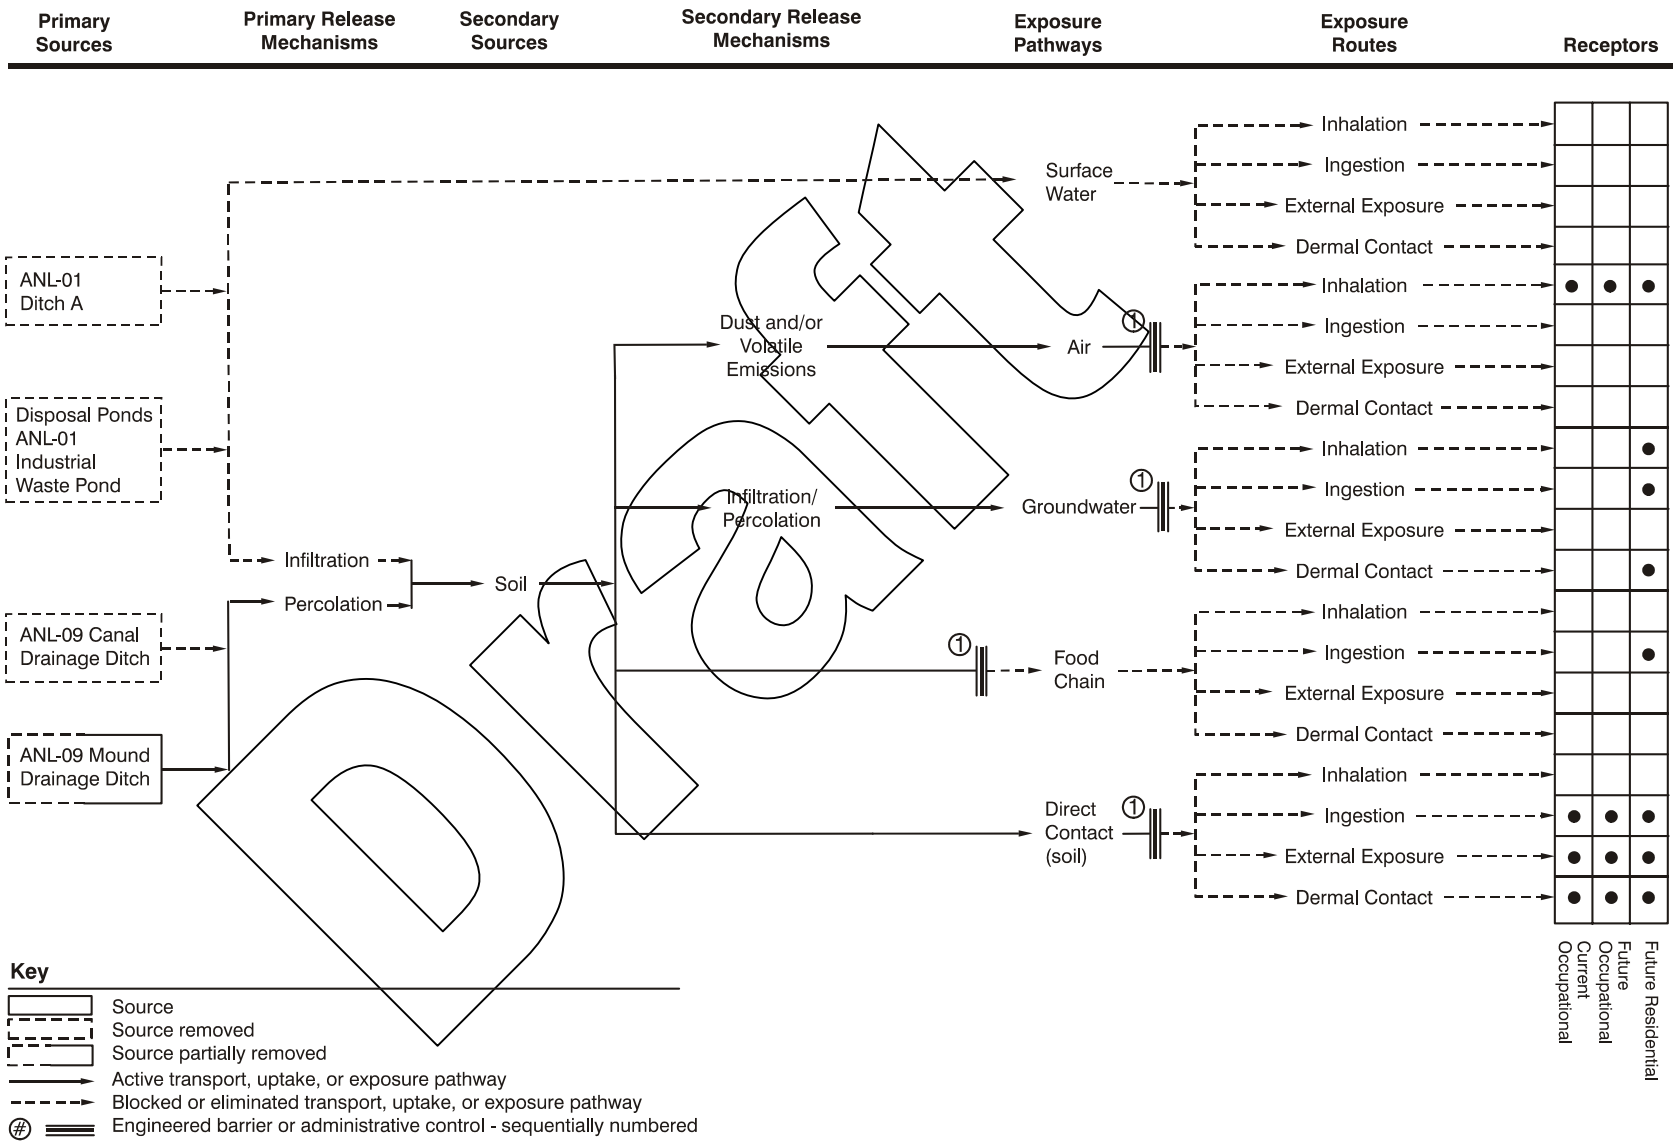 Primary
Sources
Primary Release
Mechanisms
Secondary
Sources
Secondary Release
Mechanisms
Exposure
Pathways
Exposure
Routes
Receptors
ANL-01
Ditch A
Disposal Ponds
ANL-01
Industrial
Waste Pond
ANL-09 Canal
Drainage Ditch
ANL-09 Mound
Drainage Ditch
Infiltration
Percolation
Soil
Dust and/or
Volatile
Emissions
Infiltration/
Percolation
Surface
Water
Air
①
Groundwater
①
Food
Chain
①
Direct
Contact
(soil)
①
Inhalation
Ingestion
External Exposure
Dermal Contact
Inhalation
Ingestion
External Exposure
Dermal Contact
Inhalation
Ingestion
External Exposure
Dermal Contact
Inhalation
Ingestion
External Exposure
Dermal Contact
Inhalation
Ingestion
External Exposure
Dermal Contact
Current
Occupational
Future
Occupational
Future Residential
Draft
Key
Source
Source removed
Source partially removed
Active transport, uptake, or exposure pathway
Blocked or eliminated transport, uptake, or exposure pathway
# Engineered barrier or administrative control - sequentially numbered